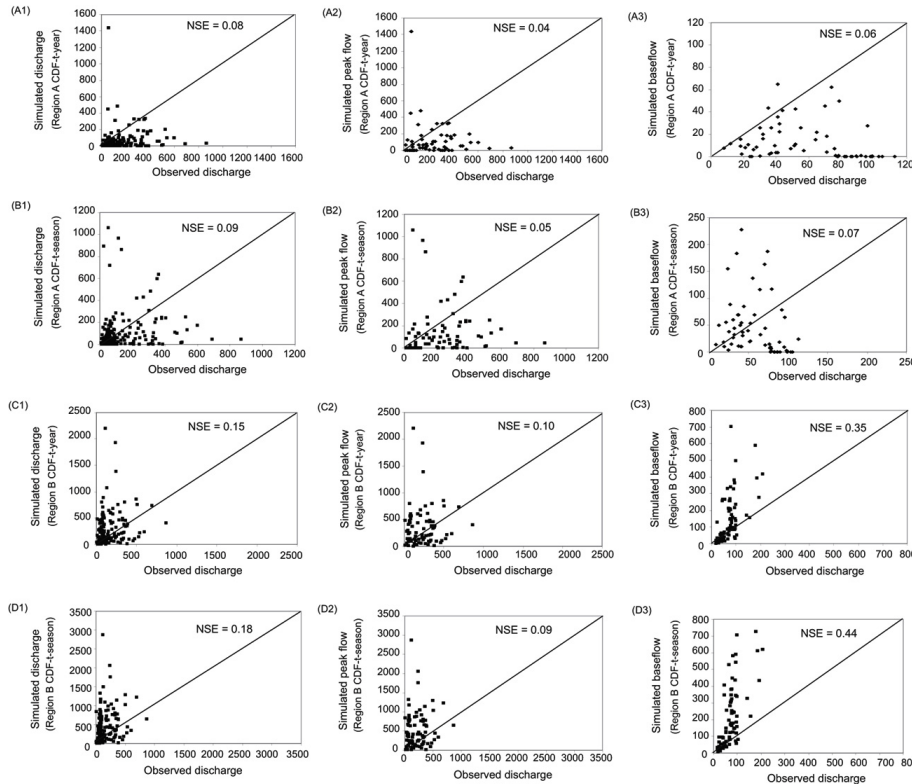 (A1)
Simulated discharge
(Region A CDF-t-year)
1600
1400
1200
1000
800
600
400
200
0
NSE = 0.08
0 200 400 600 800 1000 1200 1400 1600
Observed discharge
(A2)
Simulated peak flow
(Region A CDF-t-year)
1600
1400
1200
1000
800
600
400
200
0
NSE = 0.04
0 200 400 600 800 1000 1200 1400 1600
Observed discharge
(A3)
Simulated baseflow
(Region A CDF-t-year)
120
100
80
60
40
20
0
NSE = 0.06
0 20 40 60 80 100 120
Observed discharge
(B1)
Simulated discharge
(Region A CDF-t-season)
1200
1000
800
600
400
200
0
NSE = 0.09
0 200 400 600 800 1000 1200
Observed discharge
(B2)
Simulated peak flow
(Region A CDF-t-season)
1200
1000
800
600
400
200
0
NSE = 0.05
0 200 400 600 800 1000 1200
Observed discharge
(B3)
Simulated baseflow
(Region A CDF-t-season)
250
200
150
100
50
0
NSE = 0.07
0 50 100 150 200 250
Observed discharge
(C1)
Simulated discharge
(Region B CDF-t-year)
2500
2000
1500
1000
500
0
NSE = 0.15
0 500 1000 1500 2000 2500
Observed discharge
(C2)
Simulated peak flow
(Region B CDF-t-year)
2500
2000
1500
1000
500
0
NSE = 0.10
0 500 1000 1500 2000 2500
Observed discharge
(C3)
Simulated baseflow
(Region B CDF-t-year)
800
700
600
500
400
300
200
100
0
NSE = 0.35
0 100 200 300 400 500 600 700 800
Observed discharge
(D1)
Simulated discharge
(Region B CDF-t-season)
3500
3000
2500
2000
1500
1000
500
0
NSE = 0.18
0 500 1000 1500 2000 2500 3000 3500
Observed discharge
(D2)
Simulated peak flow
(Region B CDF-t-season)
3500
3000
2500
2000
1500
1000
500
0
NSE = 0.09
0 500 1000 1500 2000 2500 3000 3500
Observed discharge
(D3)
Simulated baseflow
(Region B CDF-t-season)
800
700
600
500
400
300
200
100
0
NSE = 0.44
0 100 200 300 400 500 600 700 800
Observed discharge